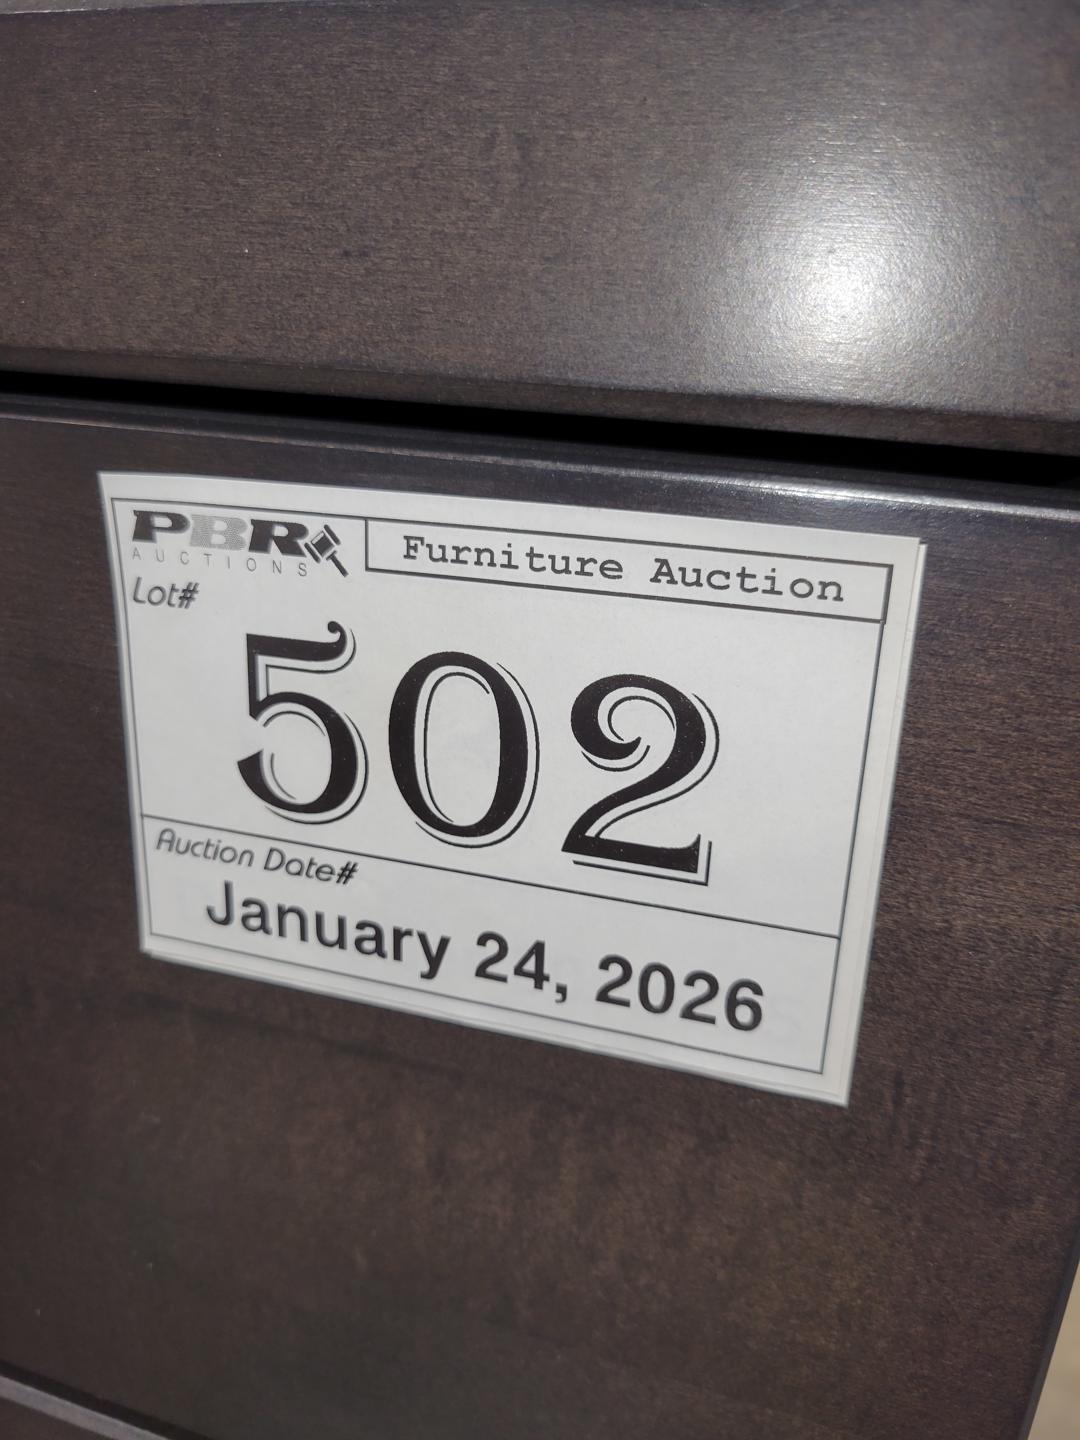 PBR
AUCTIONS
Furniture Auction
Lot#
502
Auction Date#
January 24, 2026